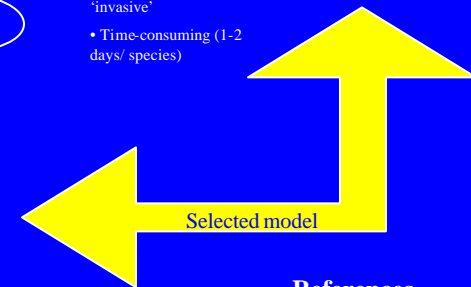 ‘invasive’
• Time-consuming (1-2
days/ species)
Selected model
References